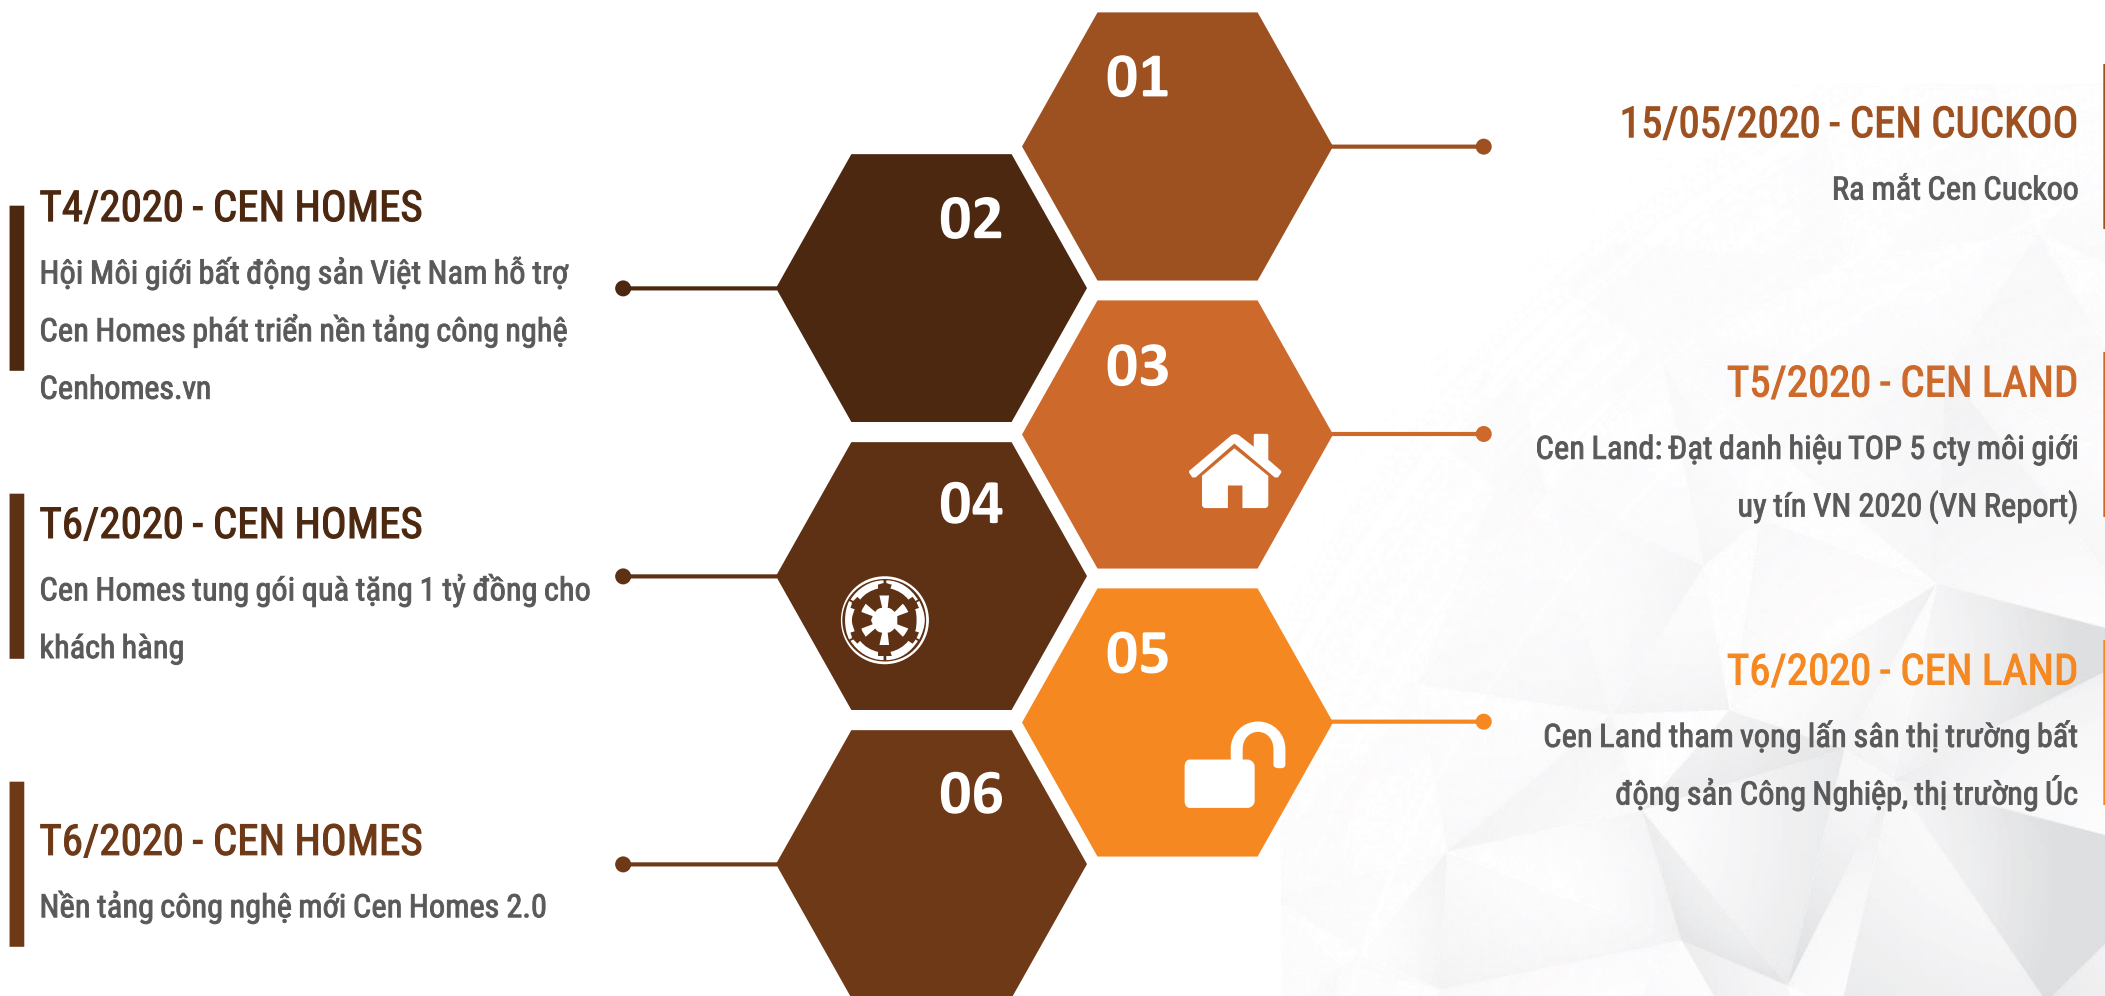 01
15/05/2020 - CEN CUCKOO
Ra mắt Cen Cuckoo
02
T4/2020 - CEN HOMES
Hội Môi giới bất động sản Việt Nam hỗ trợ
Cen Homes phát triển nền tảng công nghệ
Cenhomes.vn
03
T5/2020 - CEN LAND
Cen Land: Đạt danh hiệu TOP 5 cty môi giới
uy tín VN 2020 (VN Report)
04
T6/2020 - CEN HOMES
Cen Homes tung gói quà tặng 1 tỷ đồng cho
khách hàng
05
T6/2020 - CEN LAND
Cen Land tham vọng lấn sân thị trường bất
động sản Công Nghiệp, thị trường Úc
06
T6/2020 - CEN HOMES
Nền tảng công nghệ mới Cen Homes 2.0